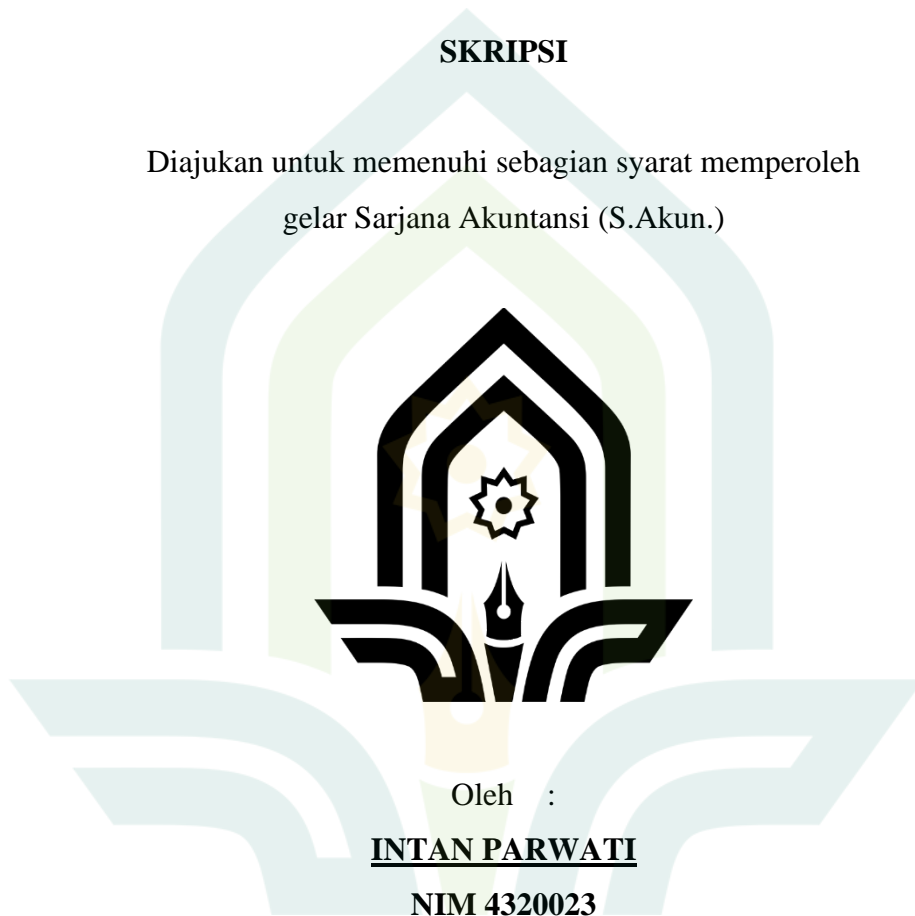 SKRIPSI
Diajukan untuk memenuhi sebagian syarat memperoleh
gelar Sarjana Akuntansi (S.Akun.)
Oleh :
INTAN PARWATI
NIM 4320023